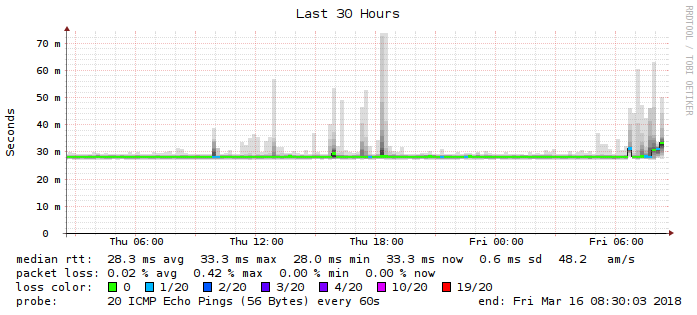 Last 30 Hours
RRDTOOL / TOBI OETIKER
Seconds
70 m
60 m
50 m
40 m
30 m
20 m
10 m
0
Thu 06:00 Thu 12:00 Thu 18:00 Fri 00:00 Fri 06:00
median rtt: 28.3 ms avg 33.3 ms max 28.0 ms min 33.3 ms now 0.6 ms sd 48.2 am/s
packet loss: 0.02 % avg 0.42 % max 0.00 % min 0.00 % now
loss color: 0 1/20 2/20 3/20 4/20 10/20 19/20
probe: 20 ICMP Echo Pings (56 Bytes) every 60s end: Fri Mar 16 08:30:03 2018